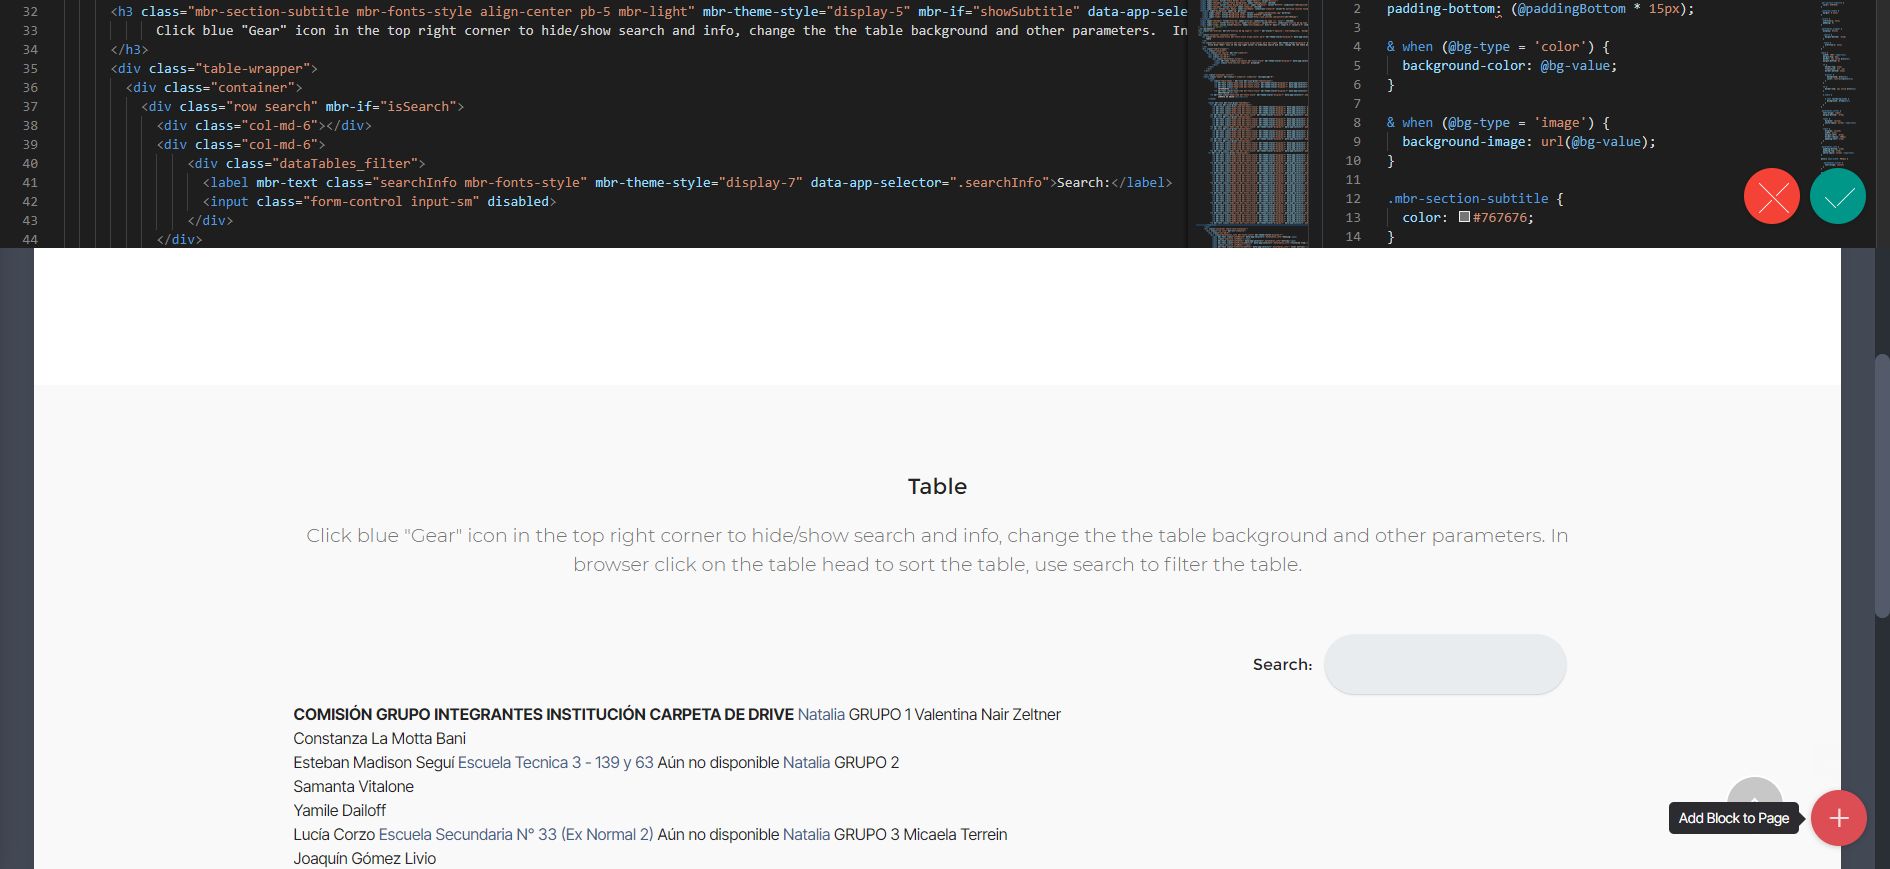 32 <h3 class="mbr-section-subtitle mbr-fonts-style align-center pb-5 mbr-light" mbr-theme-style="display-5" mbr-if="showSubtitle" data-app-sele
33 Click blue "Gear" icon in the top right corner to hide/show search and info, change the the table background and other parameters.  In
34 </h3>
35 <div class="table-wrapper">
36 <div class="container">
37 <div class="row search" mbr-if="isSearch">
38 <div class="col-md-6"></div>
39 <div class="col-md-6">
40 <div class="dataTables_filter">
41 <label mbr-text class="searchInfo mbr-fonts-style" mbr-theme-style="display-7" data-app-selector=".searchInfo">Search:</label>
42 <input class="form-control input-sm" disabled>
43 </div>
44 </div>
2 padding-bottom: (@paddingBottom * 15px);
3
4 & when (@bg-type = 'color') {
5 background-color: @bg-value;
6 }
7
8 & when (@bg-type = 'image') {
9 background-image: url(@bg-value);
10 }
11
12 .mbr-section-subtitle {
13 color: #767676;
14 }
Table
Click blue "Gear" icon in the top right corner to hide/show search and info, change the the table background and other parameters. In
browser click on the table head to sort the table, use search to filter the table.
Search:
COMISIÓN GRUPO INTEGRANTES INSTITUCIÓN CARPETA DE DRIVE Natalia GRUPO 1 Valentina Nair Zeltner
Constanza La Motta Bani
Esteban Madison Seguí Escuela Tecnica 3 - 139 y 63 Aún no disponible Natalia GRUPO 2
Samanta Vitalone
Yamile Dailoff
Lucía Corzo Escuela Secundaria N° 33 (Ex Normal 2) Aún no disponible Natalia GRUPO 3 Micaela Terrein
Joaquín Gómez Livio
Add Block to Page